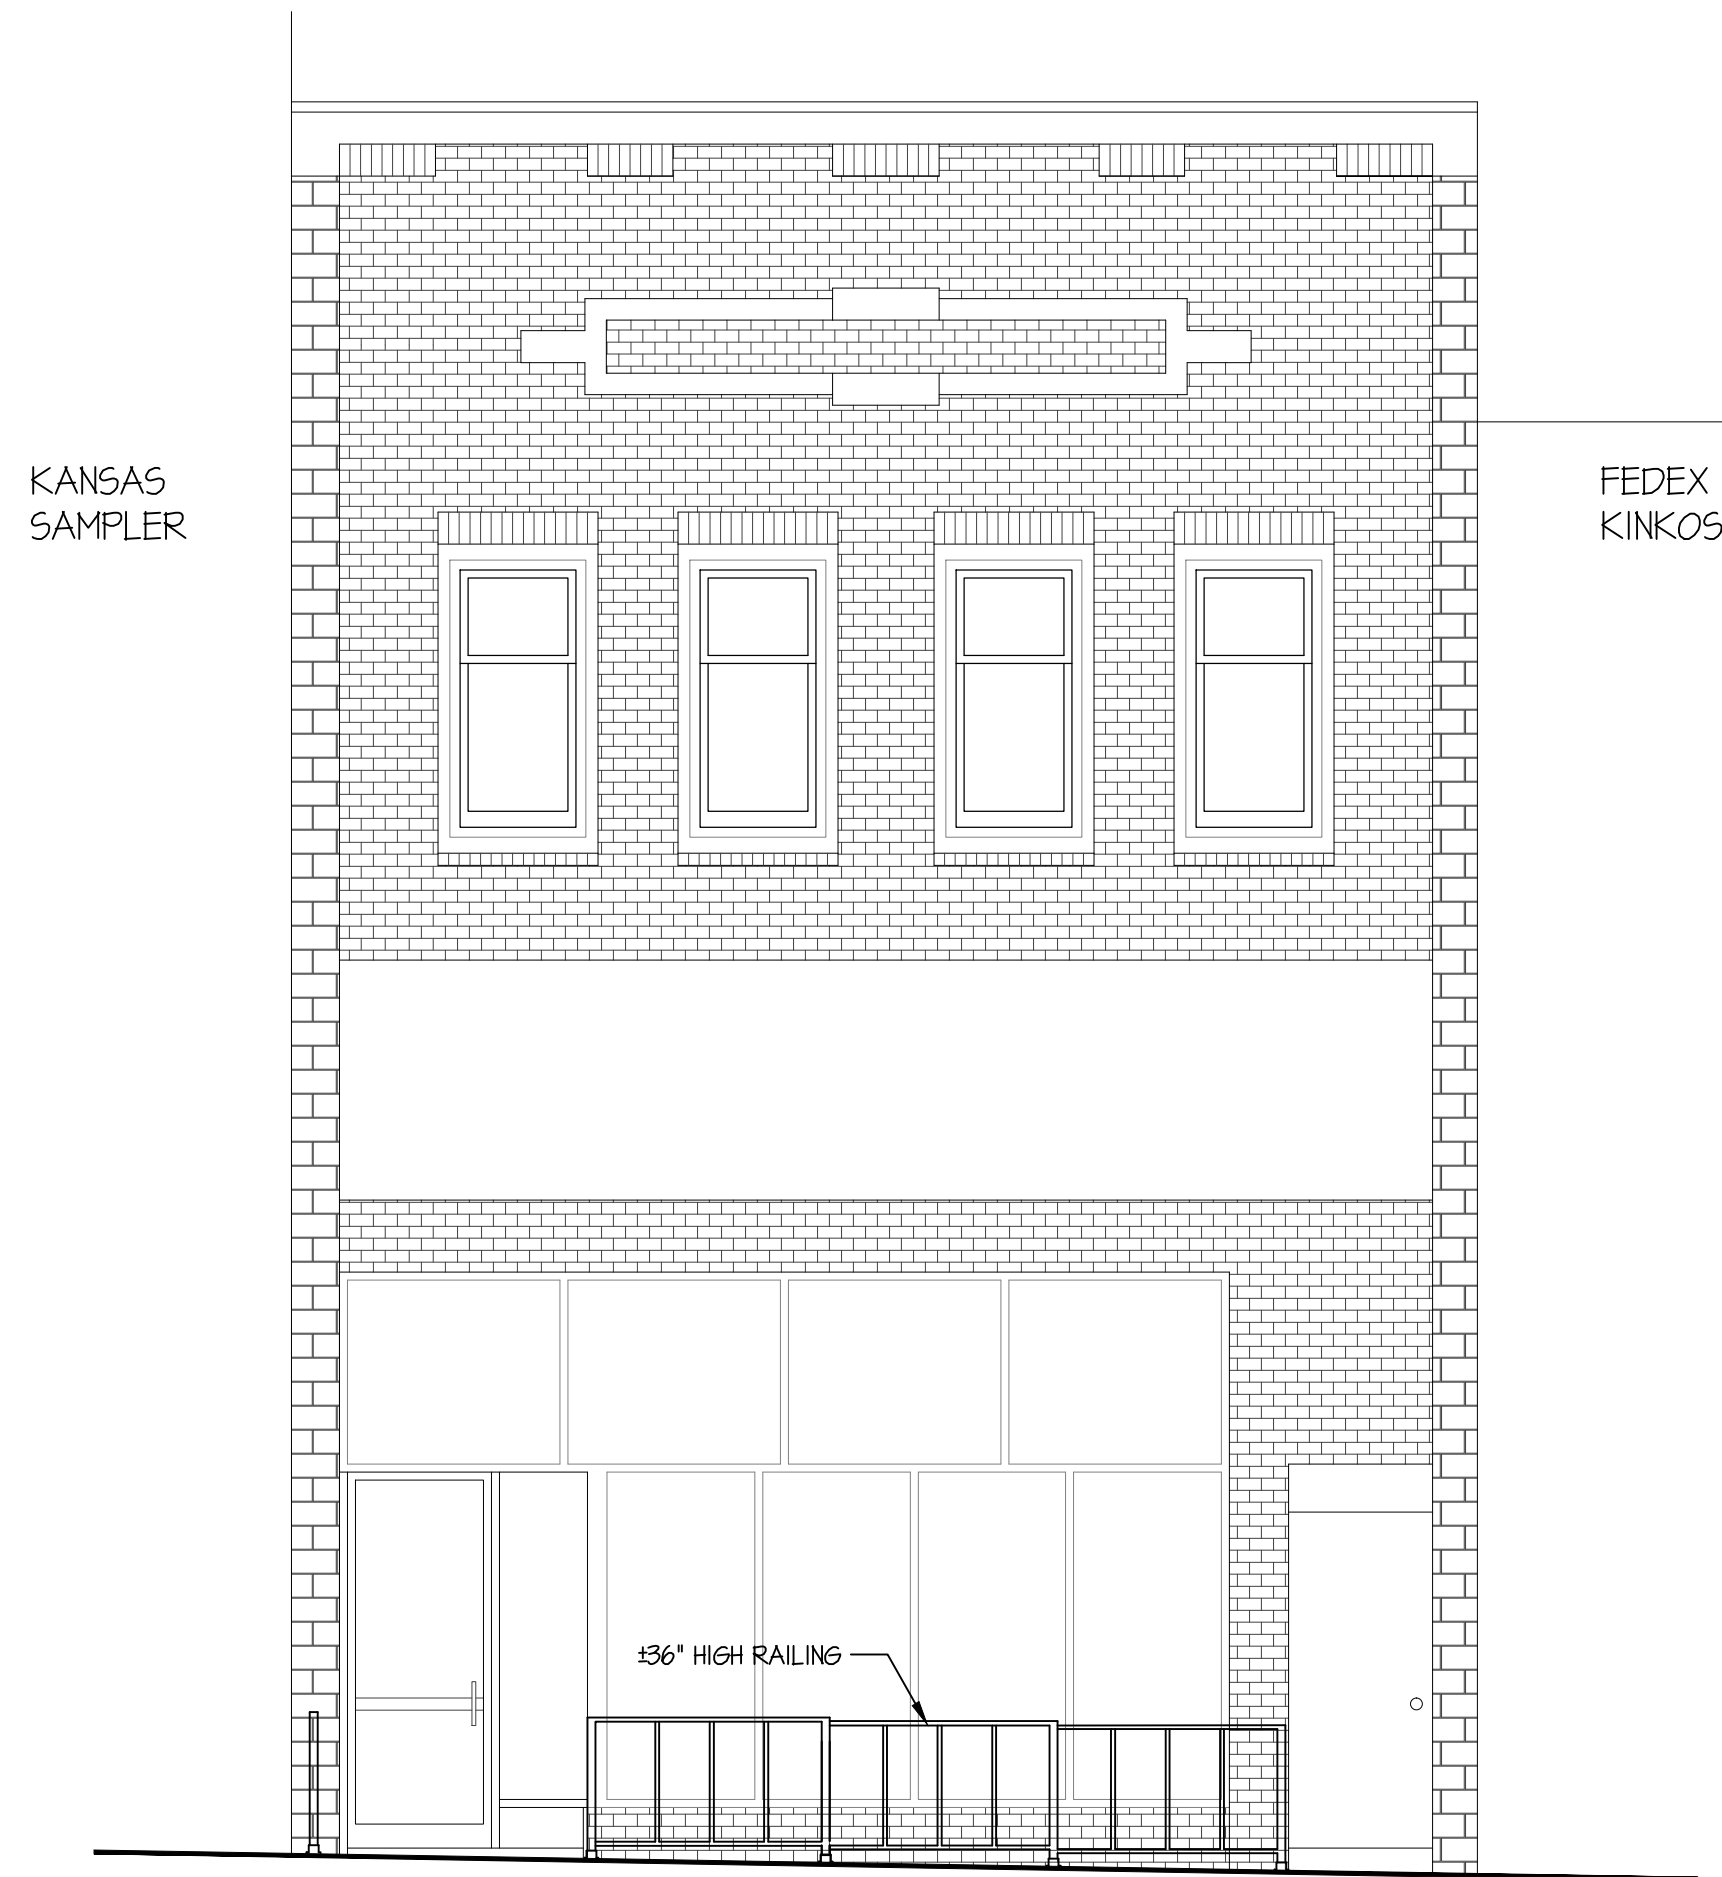 KANSAS
SAMPLER
FEDEX
KINKOS
±36" HIGH RAILING